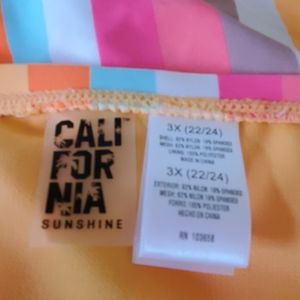 CALI
FOR
NIA
SUNSHINE
3X (22/24)
SHELL: 82% NYLON 18% SPANDEX
MESH: 82% NYLON 18% SPANDEX
LINING: 100% POLYESTER
MADE IN CHINA
3X (22/24)
EXTERIOR: 82% NILON 18% SPANDEX
MESH: 82% NILON 18% SPANDEX
FORRO: 100% POLIESTER
HECHO EN CHINA
RN 103658